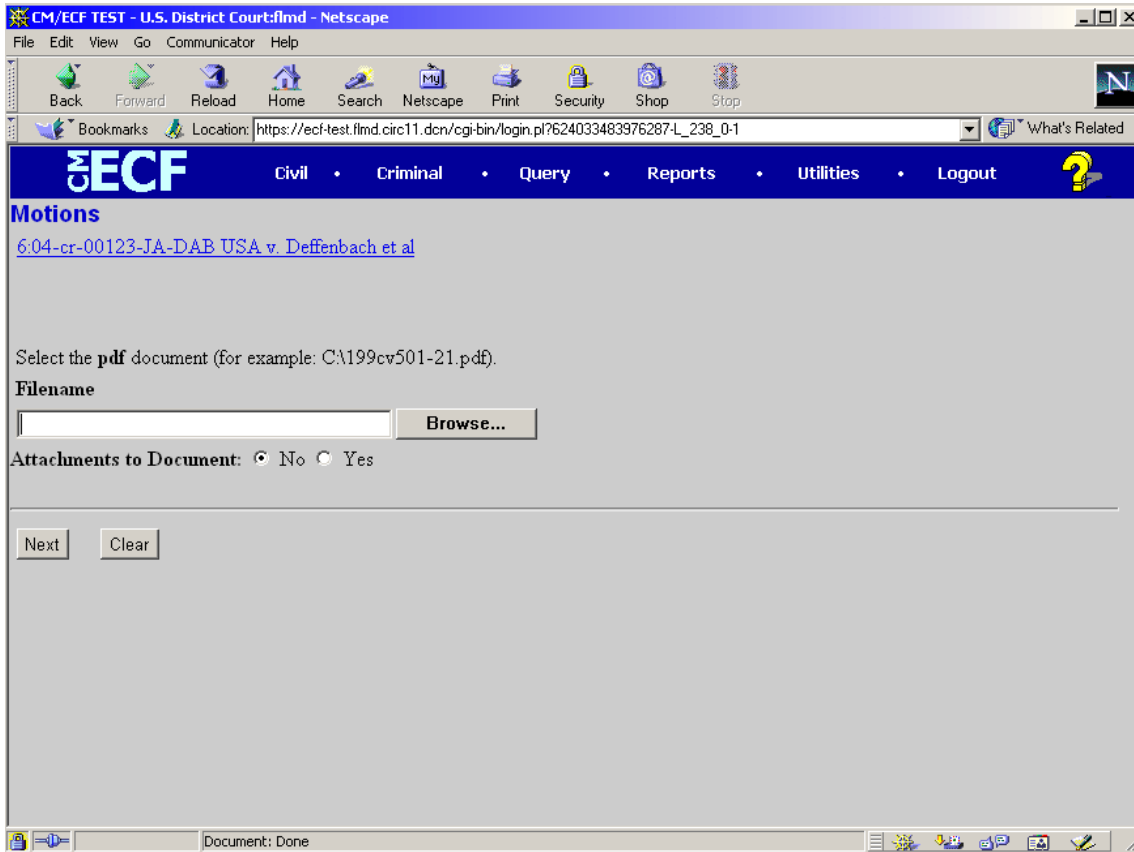 CM/ECF TEST - U.S. District Court:flmd - Netscape
File Edit View Go Communicator Help
My N
Back Forward Reload Home Search Netscape Print Security Shop Stop
Bookmarks Location: https://ecf-test.flmd.circ11.dcn/cgi-bin/login.pl?624033483976287-L_238_0-1 What's Related
CM ECF Civil • Criminal • Query • Reports • Utilities • Logout ?
Motions
6:04-cr-00123-JA-DAB USA v. Deffenbach et al
Select the pdf document (for example: C:\199cv501-21.pdf).
Filename
Browse...
Attachments to Document: No Yes
Next Clear
Document: Done